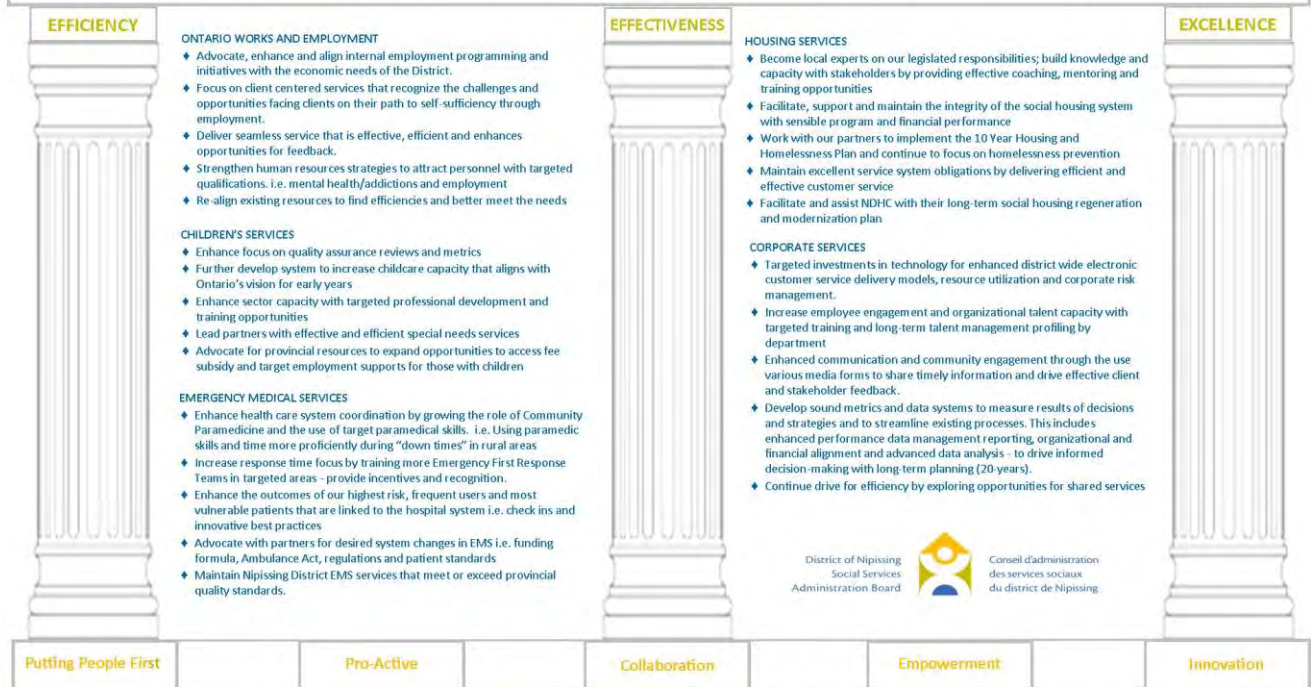 EFFICIENCY
EFFECTIVENESS
EXCELLENCE
ONTARIO WORKS AND EMPLOYMENT
♦ Advocate, enhance and align internal employment programming and
initiatives with the economic needs of the District.
♦ Focus on client centered services that recognize the challenges and
opportunities facing clients on their path to self-sufficiency through
employment.
♦ Deliver seamless service that is effective, efficient and enhances
opportunities for feedback.
♦ Strengthen human resources strategies to attract personnel with targeted
qualifications. i.e. mental health/addictions and employment
♦ Re-align existing resources to find efficiencies and better meet the needs
CHILDREN'S SERVICES
♦ Enhance focus on quality assurance reviews and metrics
♦ Further develop system to increase childcare capacity that aligns with
Ontario's vision for early years
♦ Enhance sector capacity with targeted professional development and
training opportunities
♦ Lead partners with effective and efficient special needs services
♦ Advocate for provincial resources to expand opportunities to access fee
subsidy and target employment supports for those with children
EMERGENCY MEDICAL SERVICES
♦ Enhance health care system coordination by growing the role of Community
Paramedicine and the use of target paramedical skills. i.e. Using paramedic
skills and time more proficiently during "down times" in rural areas
♦ Increase response time focus by training more Emergency First Response
Teams in targeted areas - provide incentives and recognition.
♦ Enhance the outcomes of our highest risk, frequent users and most
vulnerable patients that are linked to the hospital system i.e. check ins and
innovative best practices
♦ Advocate with partners for desired system changes in EMS i.e. funding
formula, Ambulance Act, regulations and patient standards
♦ Maintain Nipissing District EMS services that meet or exceed provincial
quality standards.
HOUSING SERVICES
♦ Become local experts on our legislated responsibilities; build knowledge and
capacity with stakeholders by providing effective coaching, mentoring and
training opportunities
♦ Facilitate, support and maintain the integrity of the social housing system
with sensible program and financial performance
♦ Work with our partners to implement the 10 Year Housing and
Homelessness Plan and continue to focus on homelessness prevention
♦ Maintain excellent service system obligations by delivering efficient and
effective customer service
♦ Facilitate and assist NDHC with their long-term social housing regeneration
and modernization plan
CORPORATE SERVICES
♦ Targeted investments in technology for enhanced district wide electronic
customer service delivery models, resource utilization and corporate risk
management.
♦ Increase employee engagement and organizational talent capacity with
targeted training and long-term talent management profiling by
department
♦ Enhanced communication and community engagement through the use
various media forms to share timely information and drive effective client
and stakeholder feedback.
♦ Develop sound metrics and data systems to measure results of decisions
and strategies and to streamline existing processes. This includes
enhanced performance data management reporting, organizational and
financial alignment and advanced data analysis - to drive informed
decision-making with long-term planning (20-years).
♦ Continue drive for efficiency by exploring opportunities for shared services
District of Nipissing
Social Services
Administration Board
Conseil d'administration
des services sociaux
du district de Nipissing
Putting People First
Pro-Active
Collaboration
Empowerment
Innovation